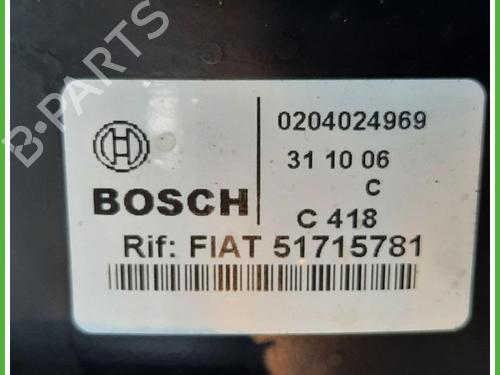 B-PARTS
0204024969
31 10 06
C
BOSCH
C 418
Rif: FIAT 51715781